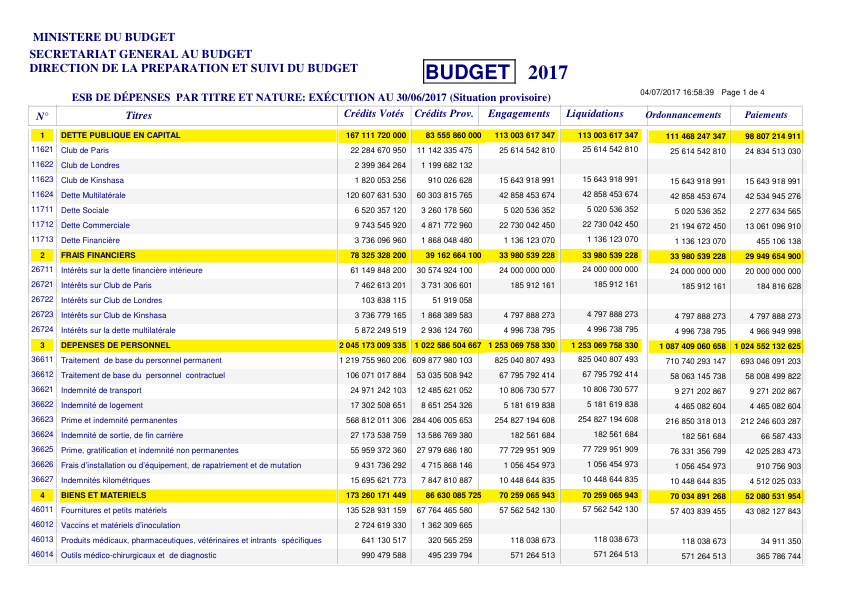 MINISTERE DU BUDGET
SECRETARIAT GENERAL AU BUDGET
DIRECTION DE LA PREPARATION ET SUIVI DU BUDGET
BUDGET 2017
04/07/2017 16:58:39 Page 1 de 4
ESB DE DÉPENSES PAR TITRE ET NATURE: EXÉCUTION AU 30/06/2017 (Situation provisoire)
N° Titres Crédits Votés Crédits Prov. Engagements Liquidations Ordonnancements Paiements
1 DETTE PUBLIQUE EN CAPITAL 167 111 720 000 83 555 860 000 113 003 617 347 113 003 617 347 111 468 247 347 98 807 214 911
11621 Club de Paris 22 284 670 950 11 142 335 475 25 614 542 810 25 614 542 810 25 614 542 810 24 834 513 030
11622 Club de Londres 2 399 364 264 1 199 682 132
11623 Club de Kinshasa 1 820 053 256 910 026 628 15 643 918 991 15 643 918 991 15 643 918 991 15 643 918 991
11624 Dette Multilatérale 120 607 631 530 60 303 815 765 42 858 453 674 42 858 453 674 42 858 453 674 42 534 945 276
11711 Dette Sociale 6 520 357 120 3 260 178 560 5 020 536 352 5 020 536 352 5 020 536 352 2 277 634 565
11712 Dette Commerciale 9 743 545 920 4 871 772 960 22 730 042 450 22 730 042 450 21 194 672 450 13 061 096 910
11713 Dette Financière 3 736 096 960 1 868 048 480 1 136 123 070 1 136 123 070 1 136 123 070 455 106 138
2 FRAIS FINANCIERS 78 325 328 200 39 162 664 100 33 980 539 228 33 980 539 228 33 980 539 228 29 949 654 900
26711 Intérêts sur la dette financière intérieure 61 149 848 200 30 574 924 100 24 000 000 000 24 000 000 000 24 000 000 000 20 000 000 000
26721 Intérêts sur Club de Paris 7 462 613 201 3 731 306 601 185 912 161 185 912 161 185 912 161 184 816 628
26722 Intérêts sur Club de Londres 103 838 115 51 919 058
26723 Intérêts sur Club de Kinshasa 3 736 779 165 1 868 389 583 4 797 888 273 4 797 888 273 4 797 888 273 4 797 888 273
26724 Intérêts sur la dette multilatérale 5 872 249 519 2 936 124 760 4 996 738 795 4 996 738 795 4 996 738 795 4 966 949 998
3 DEPENSES DE PERSONNEL 2 045 173 009 335 1 022 586 504 667 1 253 069 758 330 1 253 069 758 330 1 087 409 060 658 1 024 552 132 625
36611 Traitement de base du personnel permanent 1 219 755 960 206 609 877 980 103 825 040 807 493 825 040 807 493 710 740 293 147 693 046 091 203
36612 Traitement de base du personnel contractuel 106 071 017 884 53 035 508 942 67 795 792 414 67 795 792 414 58 063 145 738 58 008 499 822
36621 Indemnité de transport 24 971 242 103 12 485 621 052 10 806 730 577 10 806 730 577 9 271 202 867 9 271 202 867
36622 Indemnité de logement 17 302 508 651 8 651 254 326 5 181 619 838 5 181 619 838 4 465 082 604 4 465 082 604
36623 Prime et indemnité permanentes 568 812 011 306 284 406 005 653 254 827 194 608 254 827 194 608 216 850 318 013 212 246 603 287
36624 Indemnité de sortie, de fin carrière 27 173 538 759 13 586 769 380 182 561 684 182 561 684 182 561 684 66 587 433
36625 Prime, gratification et indemnité non permanentes 55 959 372 360 27 979 686 180 77 729 951 909 77 729 951 909 76 331 356 799 42 025 283 473
36626 Frais d'installation ou d'équipement, de rapatriement et de mutation 9 431 736 292 4 715 868 146 1 056 454 973 1 056 454 973 1 056 454 973 910 756 903
36627 Indemnités kilométriques 15 695 621 773 7 847 810 887 10 448 644 835 10 448 644 835 10 448 644 835 4 512 025 033
4 BIENS ET MATERIELS 173 260 171 449 86 630 085 725 70 259 065 943 70 259 065 943 70 034 891 268 52 080 531 954
46011 Fournitures et petits matériels 135 528 931 159 67 764 465 580 57 562 542 130 57 562 542 130 57 403 839 455 43 082 127 843
46012 Vaccins et matériels d'inoculation 2 724 619 330 1 362 309 665
46013 Produits médicaux, pharmaceutiques, vétérinaires et intrants spécifiques 641 130 517 320 565 259 118 038 673 118 038 673 118 038 673 34 911 350
46014 Outils médico-chirurgicaux et de diagnostic 990 479 588 495 239 794 571 264 513 571 264 513 571 264 513 365 786 744